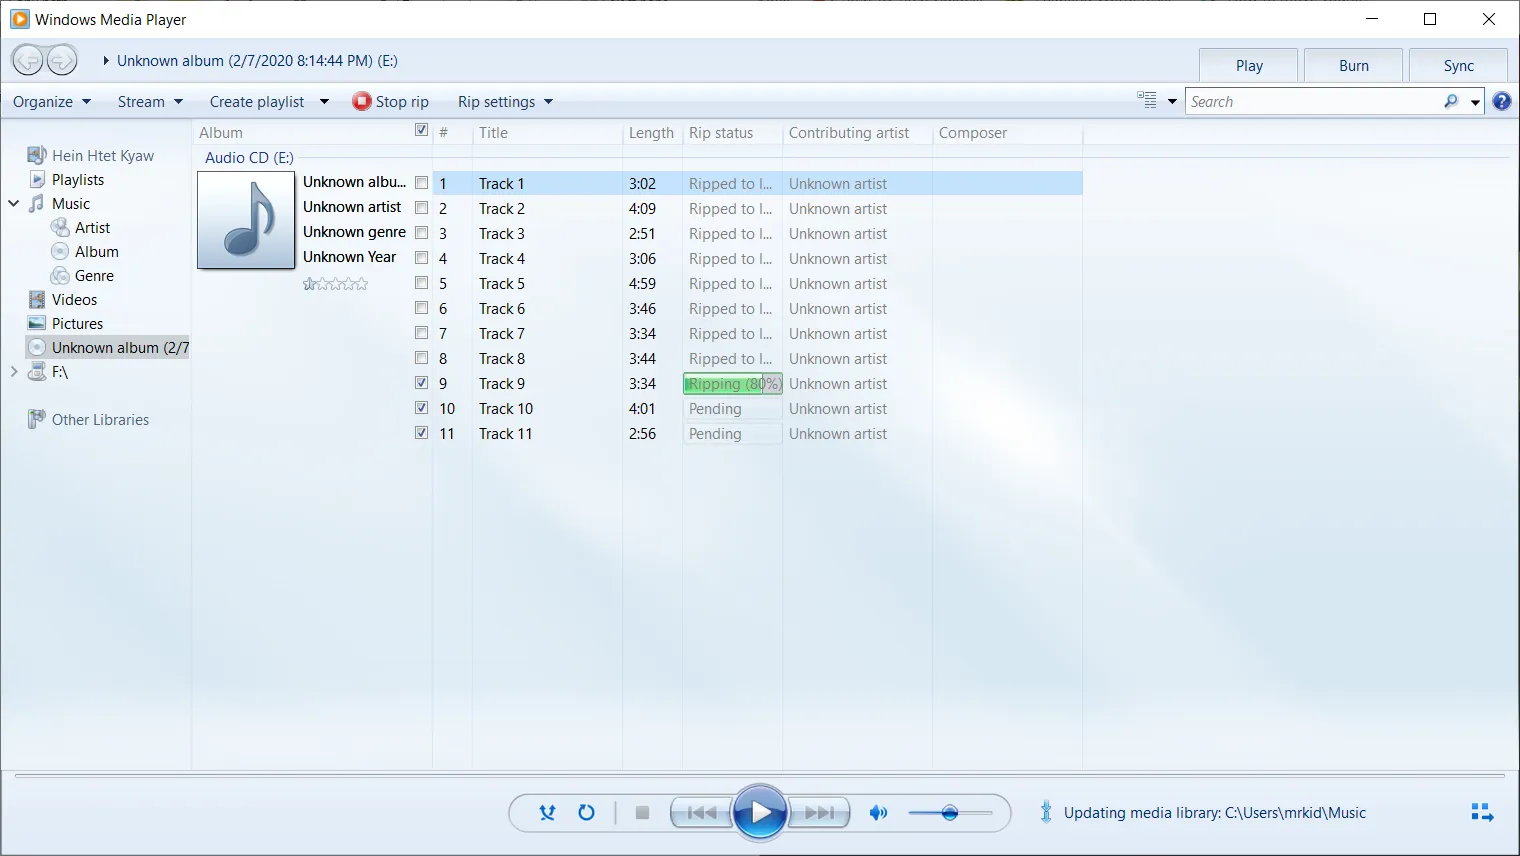 Windows Media Player
Unknown album (2/7/2020 8:14:44 PM) (E:)
Play Burn Sync
Organize Stream Create playlist Stop rip Rip settings Search
Album # Title Length Rip status Contributing artist Composer
Hein Htet Kyaw
Playlists
Music
Artist
Album
Genre
Videos
Pictures
Unknown album (2/7
F:\
Other Libraries
Audio CD (E:)
Unknown albu...
Unknown artist
Unknown genre
Unknown Year
1 Track 1 3:02 Ripped to l... Unknown artist
2 Track 2 4:09 Ripped to l... Unknown artist
3 Track 3 2:51 Ripped to l... Unknown artist
4 Track 4 3:06 Ripped to l... Unknown artist
5 Track 5 4:59 Ripped to l... Unknown artist
6 Track 6 3:46 Ripped to l... Unknown artist
7 Track 7 3:34 Ripped to l... Unknown artist
8 Track 8 3:44 Ripped to l... Unknown artist
9 Track 9 3:34 Ripping (80%) Unknown artist
10 Track 10 4:01 Pending Unknown artist
11 Track 11 2:56 Pending Unknown artist
Updating media library: C:\Users\mrkid\Music